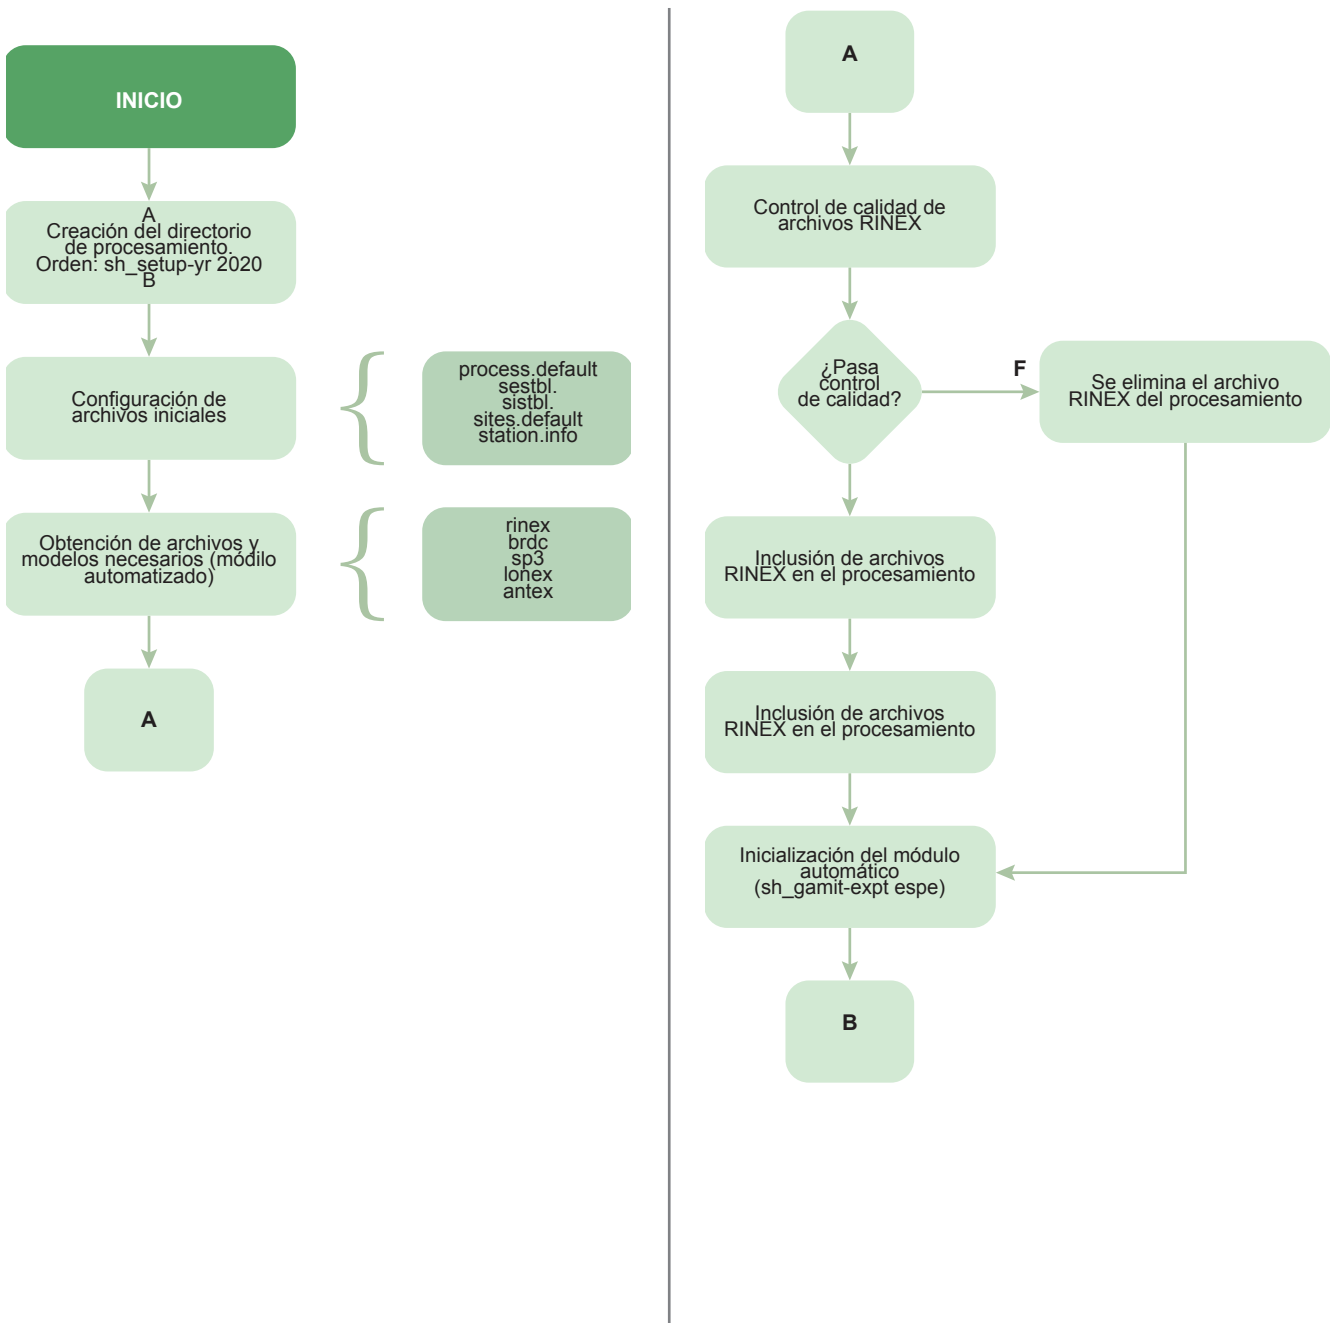 INICIO
A
Creación del directorio
de procesamiento.
Orden: sh_setup-yr 2020
B
Configuración de
archivos iniciales
process.default
sestbl.
sistbl.
sites.default
station.info
Obtención de archivos y
modelos necesarios (módilo
automatizado)
rinex
brdc
sp3
lonex
antex
A
A
Control de calidad de
archivos RINEX
¿Pasa
control
de calidad?
F
Se elimina el archivo
RINEX del procesamiento
Inclusión de archivos
RINEX en el procesamiento
Inclusión de archivos
RINEX en el procesamiento
Inicialización del módulo
automático
(sh_gamit-expt espe)
B